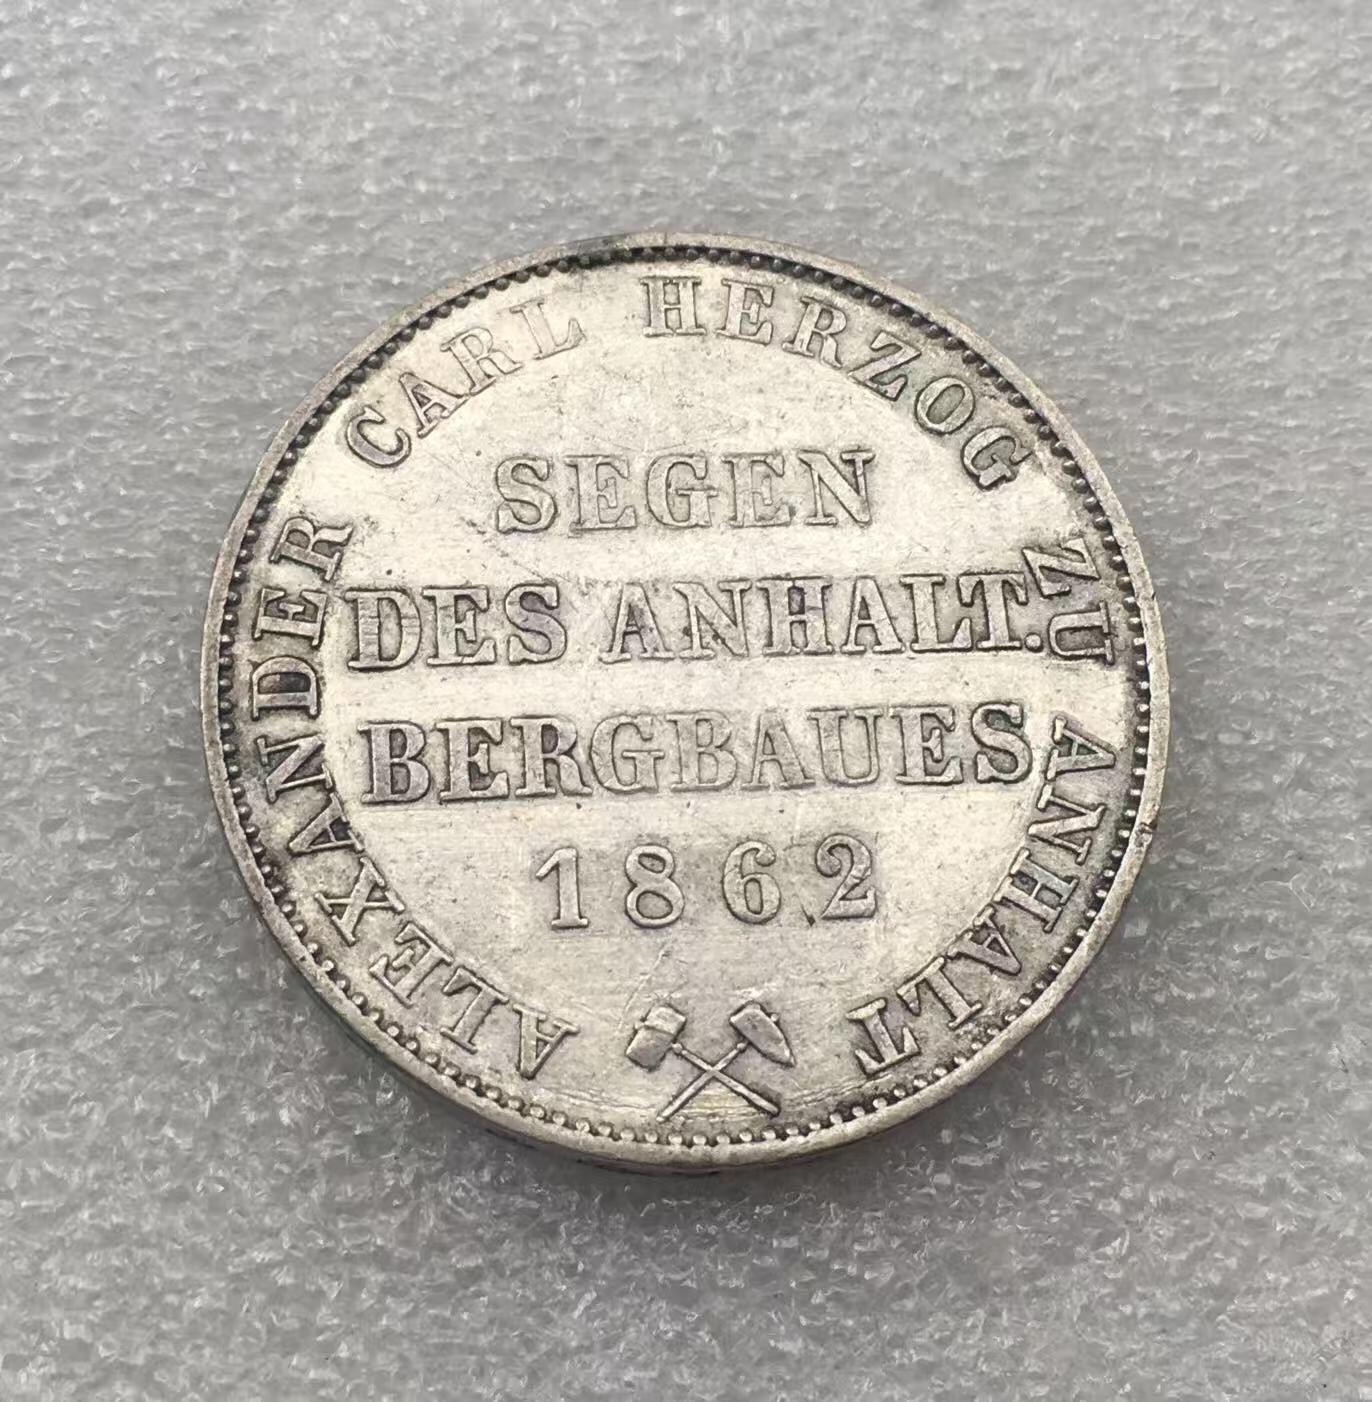 ALEXANDER CARL HERZOG ZU ANHALT
SEGEN
DES ANHALT.
BERGBAUES
1862